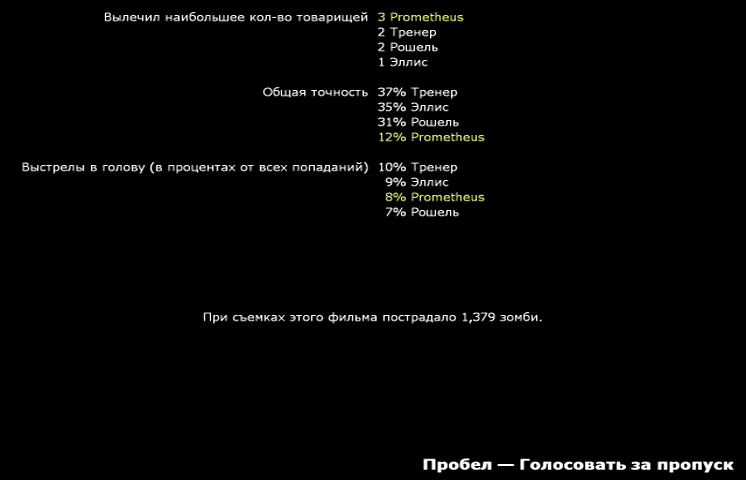 Вылечил наибольшее кол-во товарищей 3 Prometheus
2 Тренер
2 Рошель
1 Эллис
Общая точность 37% Тренер
35% Эллис
31% Рошель
12% Prometheus
Выстрелы в голову (в процентах от всех попаданий) 10% Тренер
9% Эллис
8% Prometheus
7% Рошель
При съемках этого фильма пострадало 1,379 зомби.
Пробел — Голосовать за пропуск